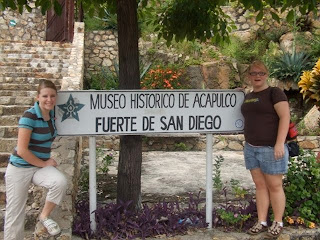 MUSEO HISTORICO DE ACAPULCO
FUERTE DE SAN DIEGO